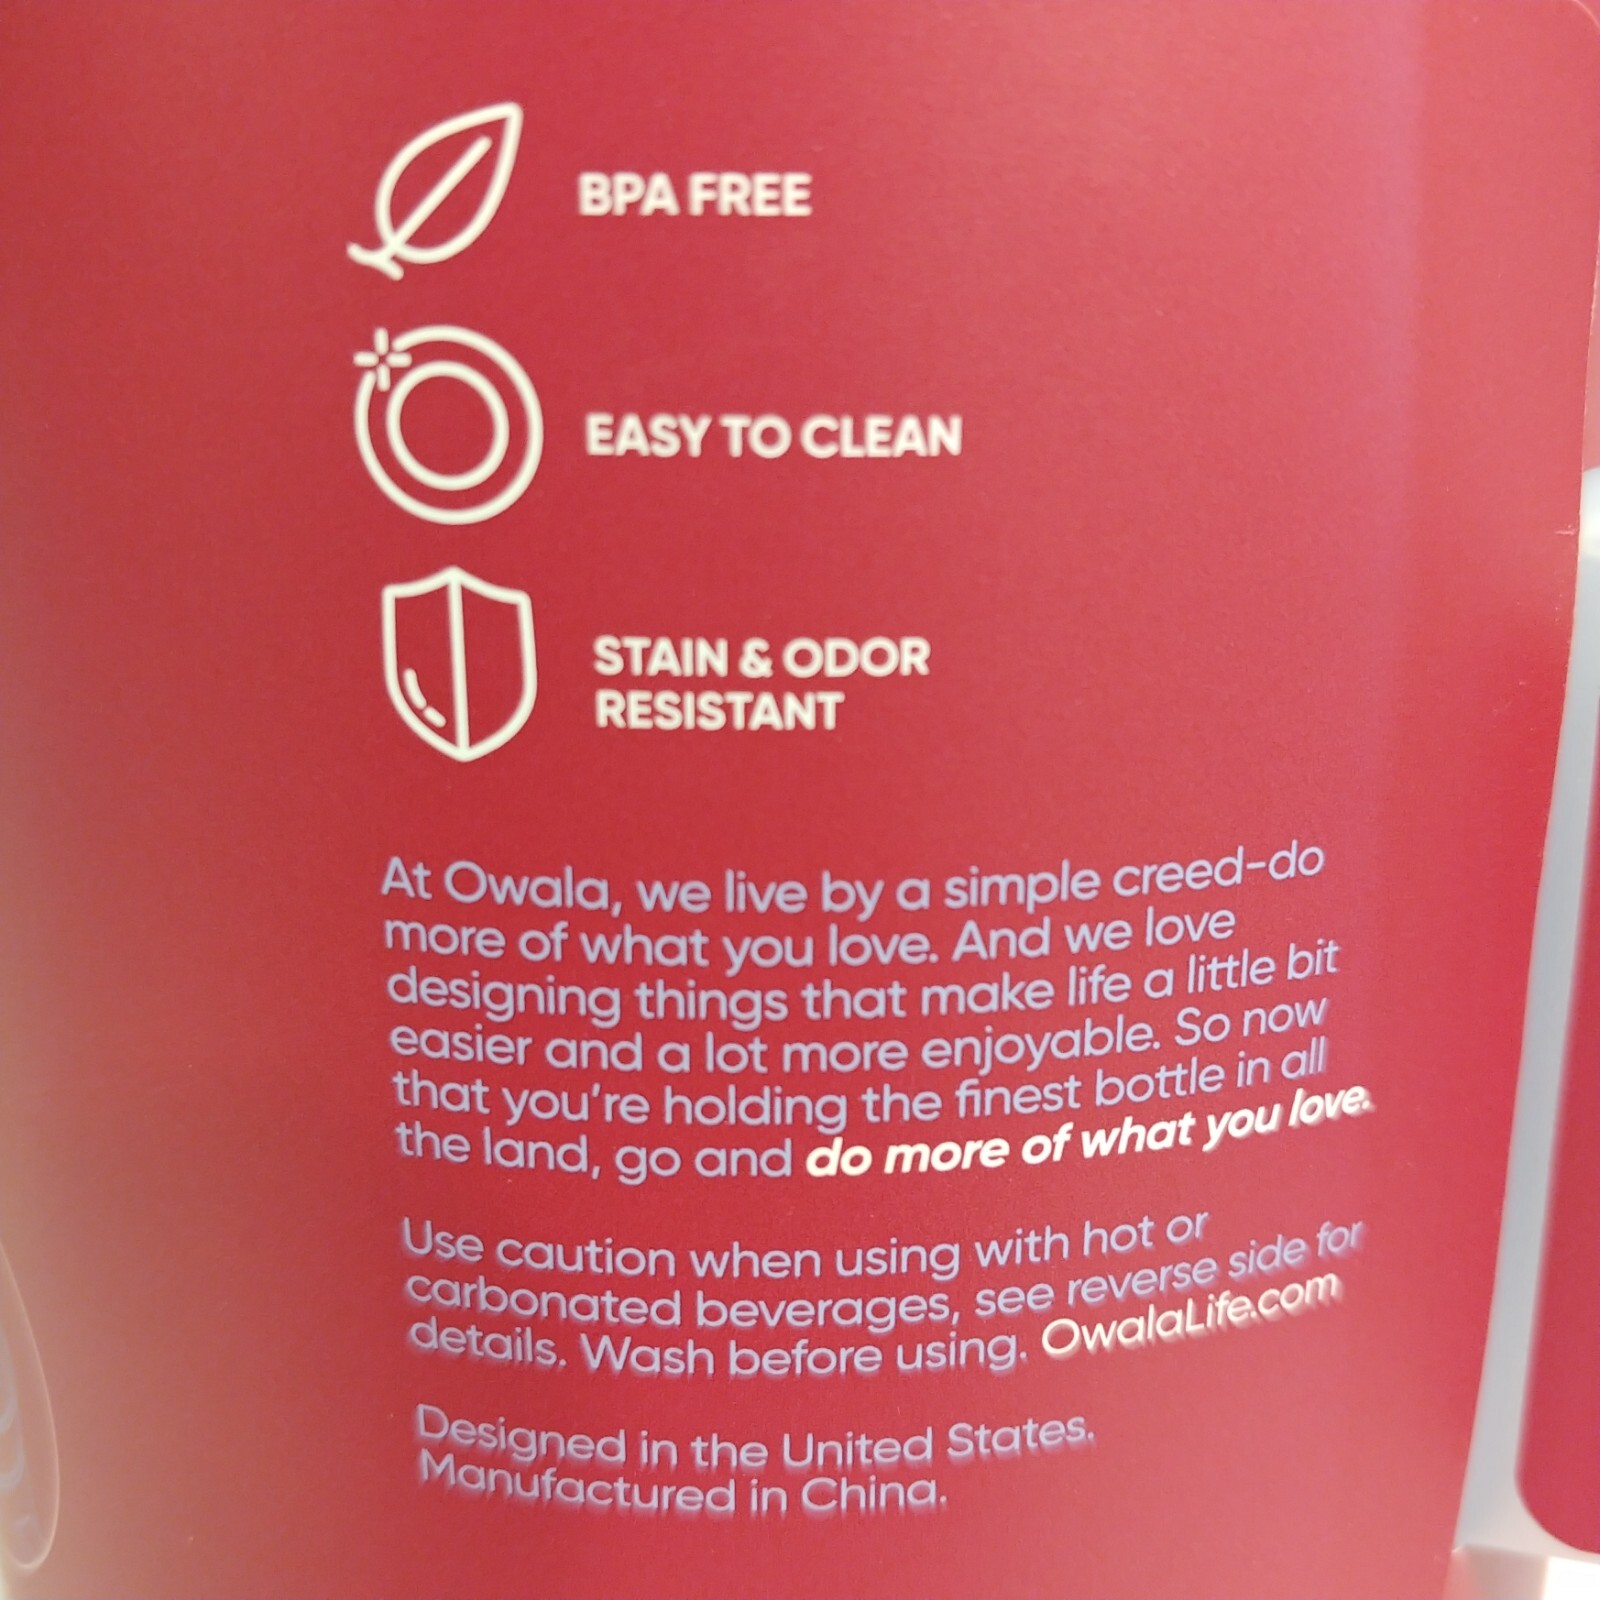 BPA FREE
EASY TO CLEAN
STAIN & ODOR
RESISTANT
At Owala, we live by a simple creed-do
more of what you love. And we love
designing things that make life a little bit
easier and a lot more enjoyable. So now
that you're holding the finest bottle in all
the land, go and do more of what you love.
Use caution when using with hot or
carbonated beverages, see reverse side for
details. Wash before using. OwalaLife.com
Designed in the United States.
Manufactured in China.